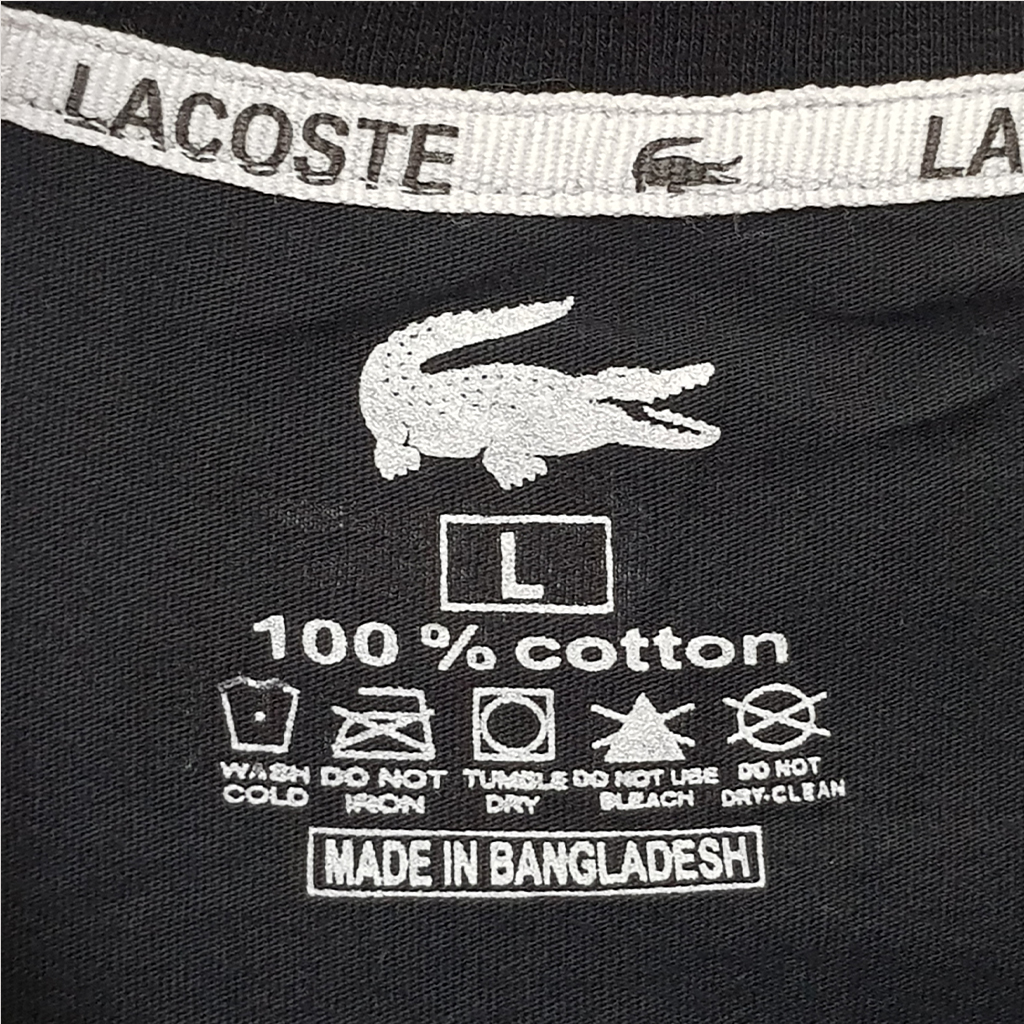 LACOSTE LA
L
100 % cotton
WASH COLD
DO NOT IRON
TUMBLE DRY
DO NOT USE BLEACH
DO NOT DRY-CLEAN
MADE IN BANGLADESH